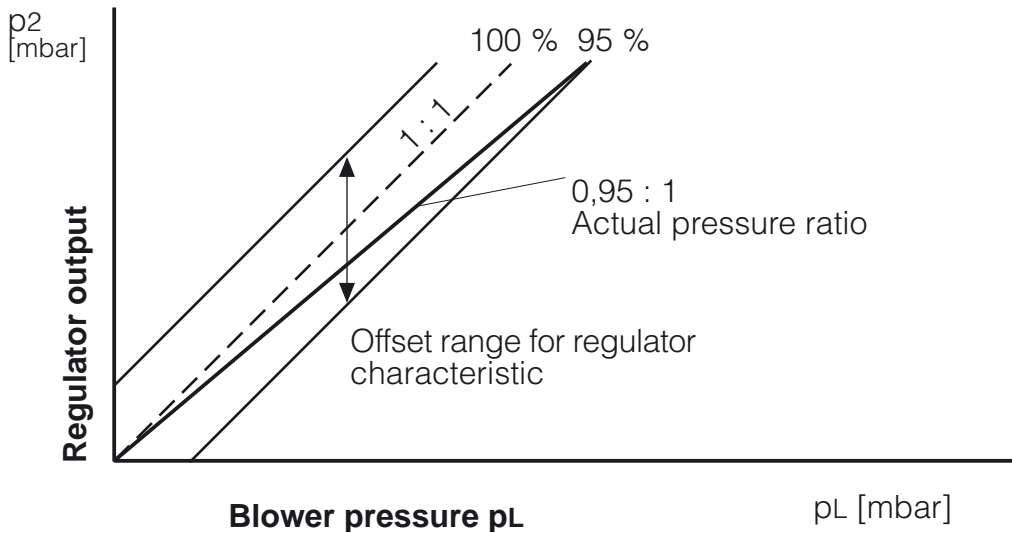 p2
[mbar]
100 % 95 %
1 : 1
0,95 : 1
Actual pressure ratio
Regulator output
Offset range for regulator
characteristic
Blower pressure pL
pL [mbar]